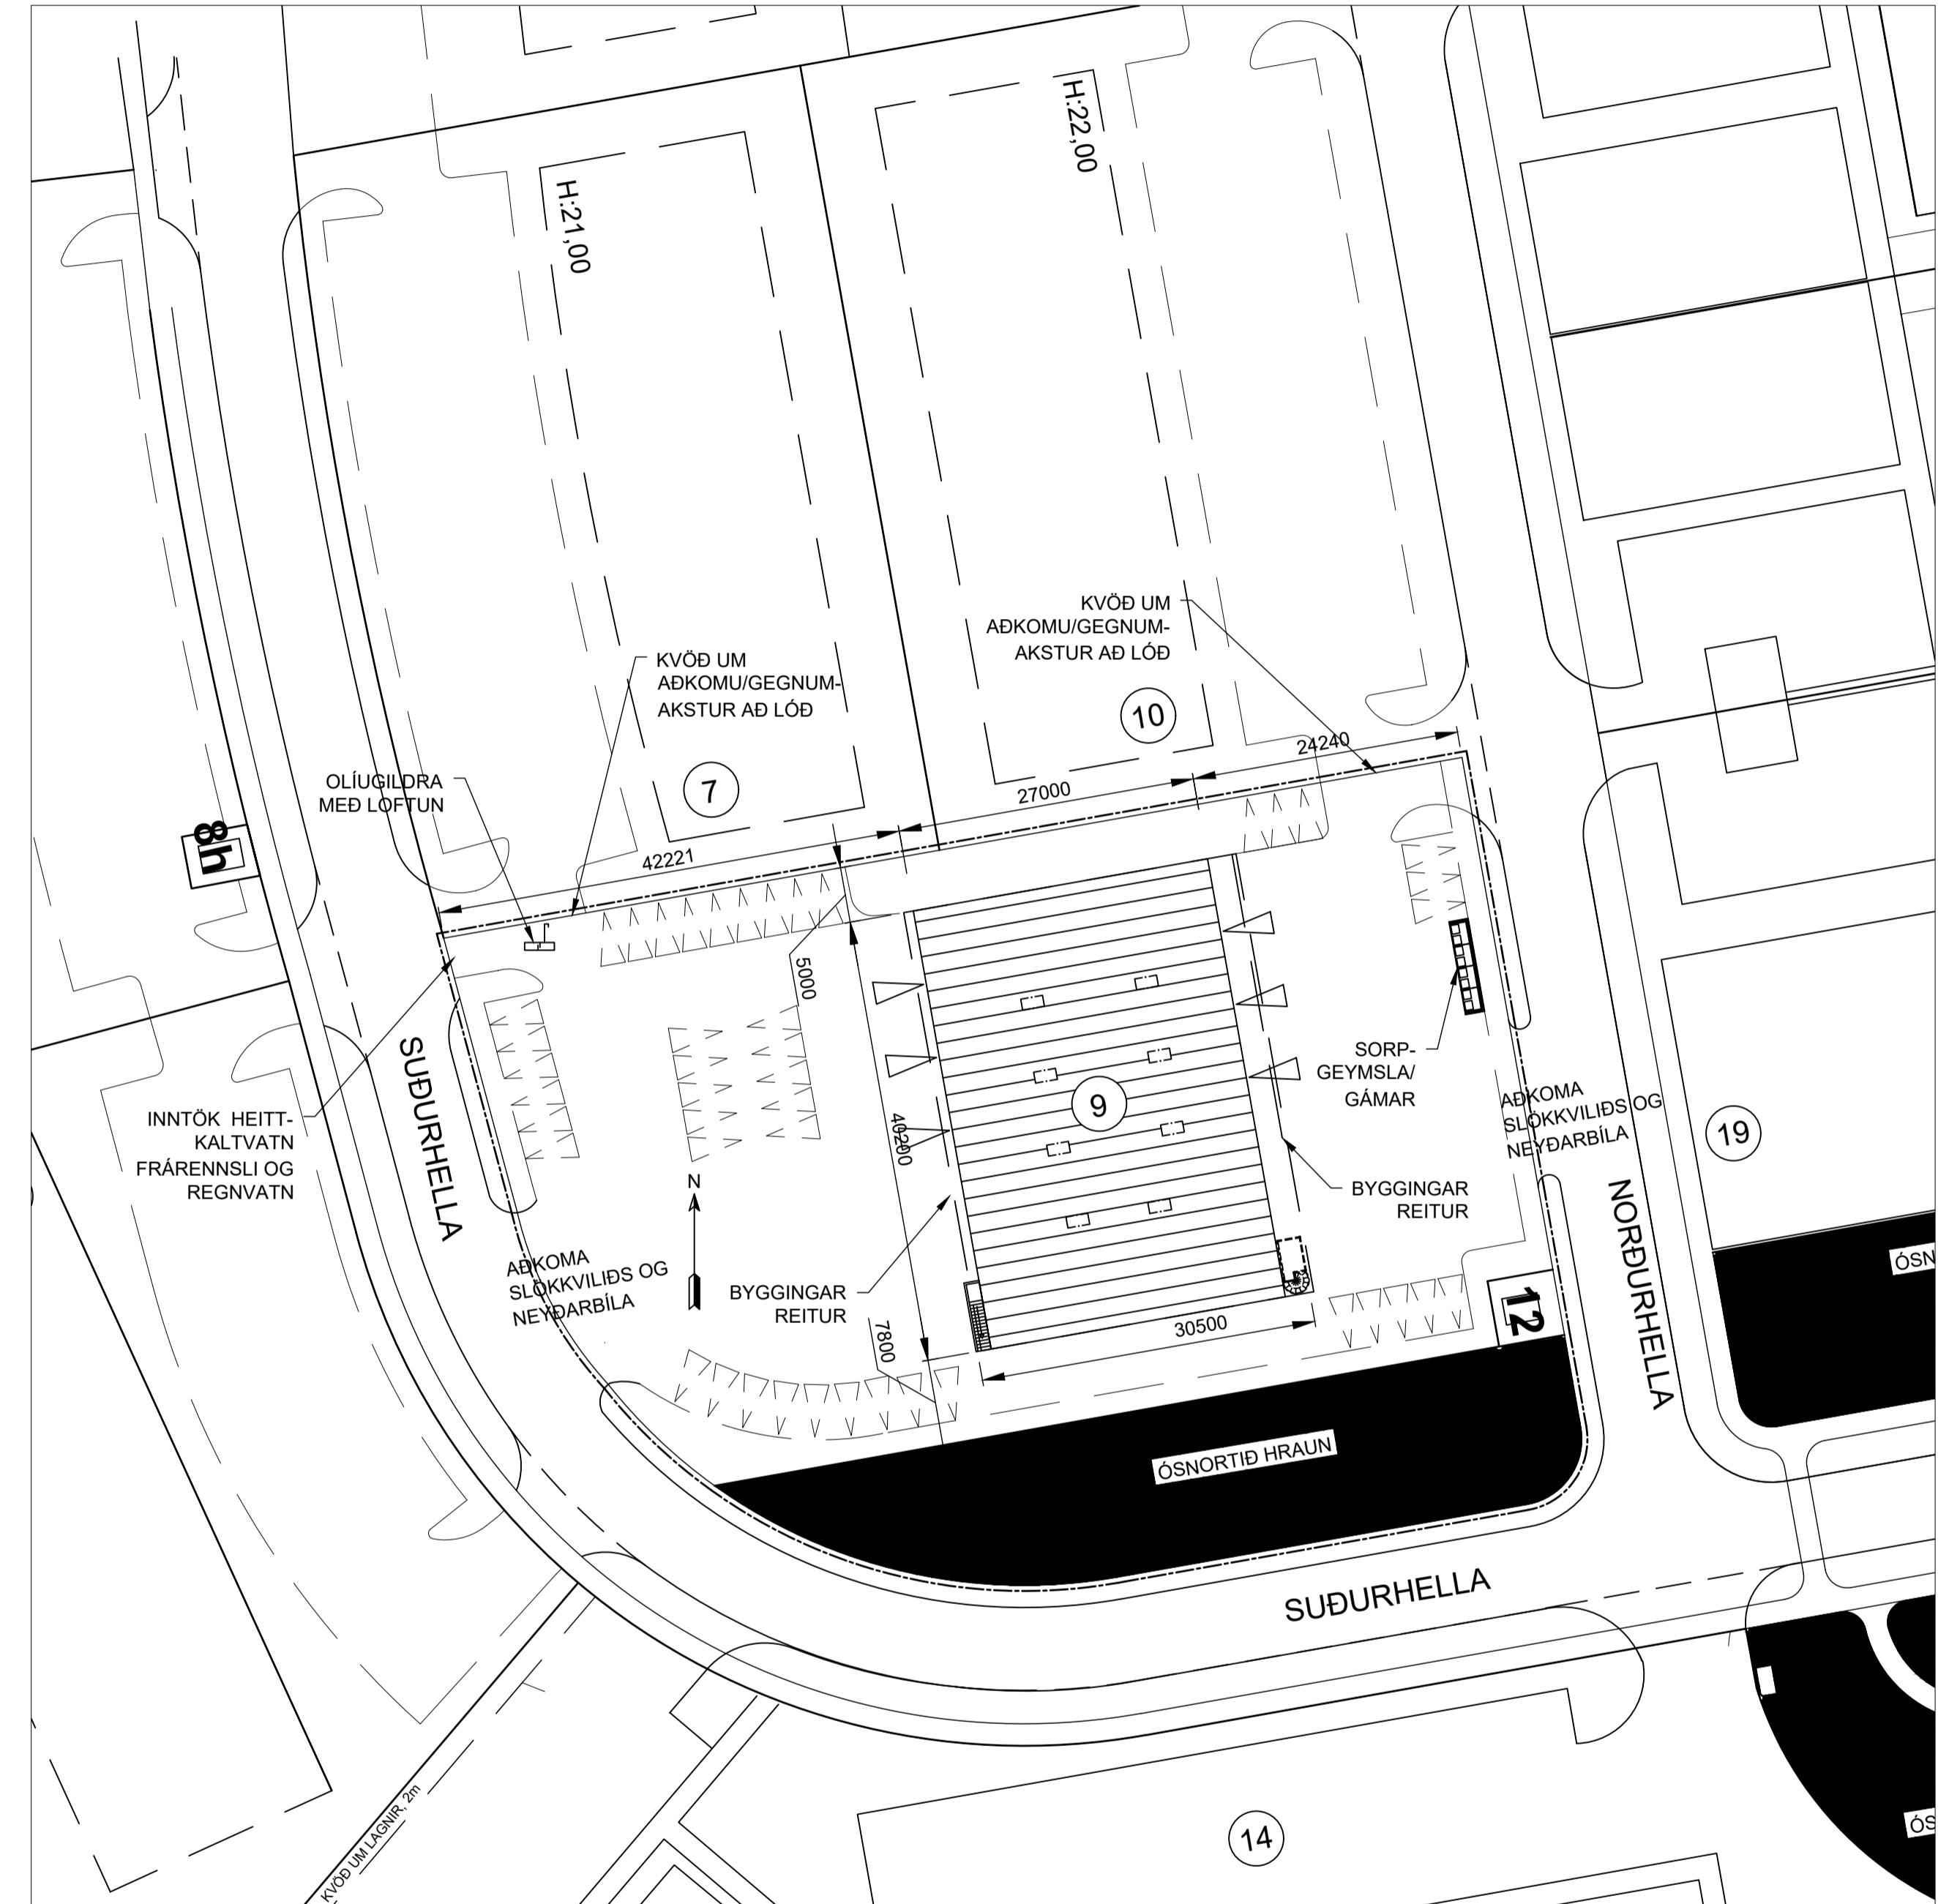 H:21,00
H:22,00
KVÖÐ UM
AÐKOMU/GEGNUM-
AKSTUR AÐ LÓÐ
KVÖÐ UM
AÐKOMU/GEGNUM-
AKSTUR AÐ LÓÐ
10
7
24240
27000
42221
OLÍUGILDRA
MEÐ LOFTUN
8h
5000
40200
9
SORP-
GEYMSLA/
GÁMAR
AÐKOMA
SLÖKKVILIÐS OG
NEYÐARBÍLA
19
SUÐURHELLA
INNTÖK HEITT-
KALTVATN
FRÁRENNSLI OG
REGNVATN
N
BYGGINGAR
REITUR
NORÐURHELLA
AÐKOMA
SLÖKKVILIÐS OG
NEYÐARBÍLA
BYGGINGAR
REITUR
7800
30500
12
ÓSN
ÓSNORTIÐ HRAUN
SUÐURHELLA
KVÖÐ UM LAGNIR, 2m
14
ÓS